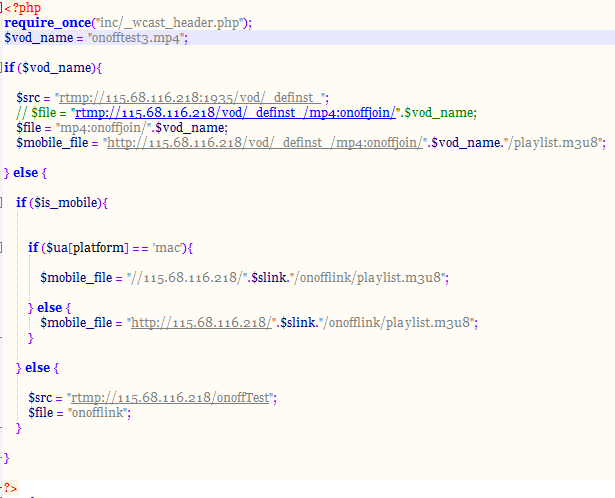 <?php
require_once("inc/_wcast_header.php");
$vod_name = "onofftest3.mp4";
if ($vod_name){
$src = "rtmp://115.68.116.218:1935/vod/_definst_";
// $file = "rtmp://115.68.116.218/vod/_definst_/mp4:onoffjoin/".$vod_name;
$file = "mp4:onoffjoin/".$vod_name;
$mobile_file = "http://115.68.116.218/vod/_definst_/mp4:onoffjoin/".$vod_name."/playlist.m3u8";
} else {
if ($is_mobile){
if ($ua[platform] == 'mac'){
$mobile_file = "//115.68.116.218/".$slink."/onofflink/playlist.m3u8";
} else {
$mobile_file = "http://115.68.116.218/".$slink."/onofflink/playlist.m3u8";
}
} else {
$src = "rtmp://115.68.116.218/onoffTest";
$file = "onofflink";
}
}
?>